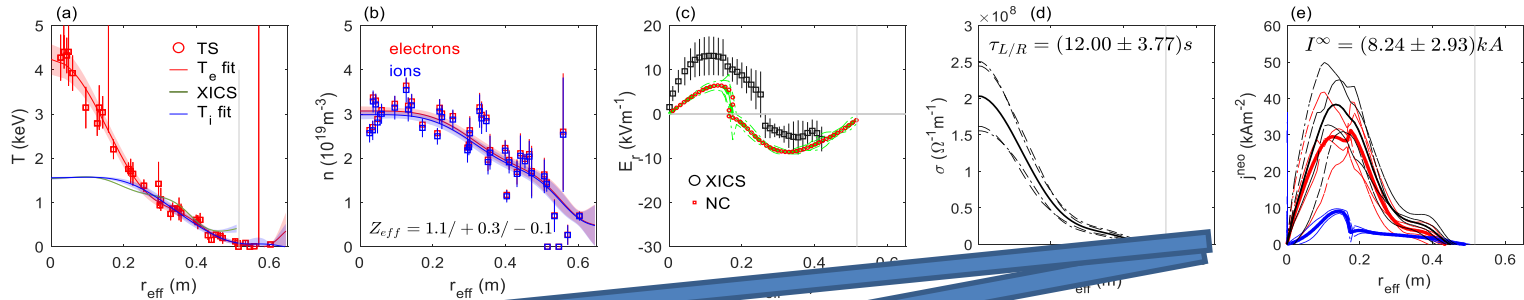 (a)
T (keV)
5
4
3
2
1
0
TS
T_e fit
XICS
T_i fit
0 0.2 0.4 0.6
r_eff (m)
(b)
n (10^19 m^-3)
5
4
3
2
1
0
electrons
ions
Z_eff = 1.1/ + 0.3/ − 0.1
0 0.2 0.4 0.6
r_eff (m)
(c)
E_r (kVm^-1)
20
10
0
-10
-20
-30
XICS
NC
0 0.2 0.4 0.6
(d)
×10^8
σ (Ω^-1 m^-1)
3
2.5
2
1.5
1
0.5
0
τ_L/R = (12.00 ± 3.77)s
(m)
(e)
j^neo (kAm^-2)
60
50
40
30
20
10
0
I^∞ = (8.24 ± 2.93)kA
0 0.2 0.4 0.6
r_eff (m)